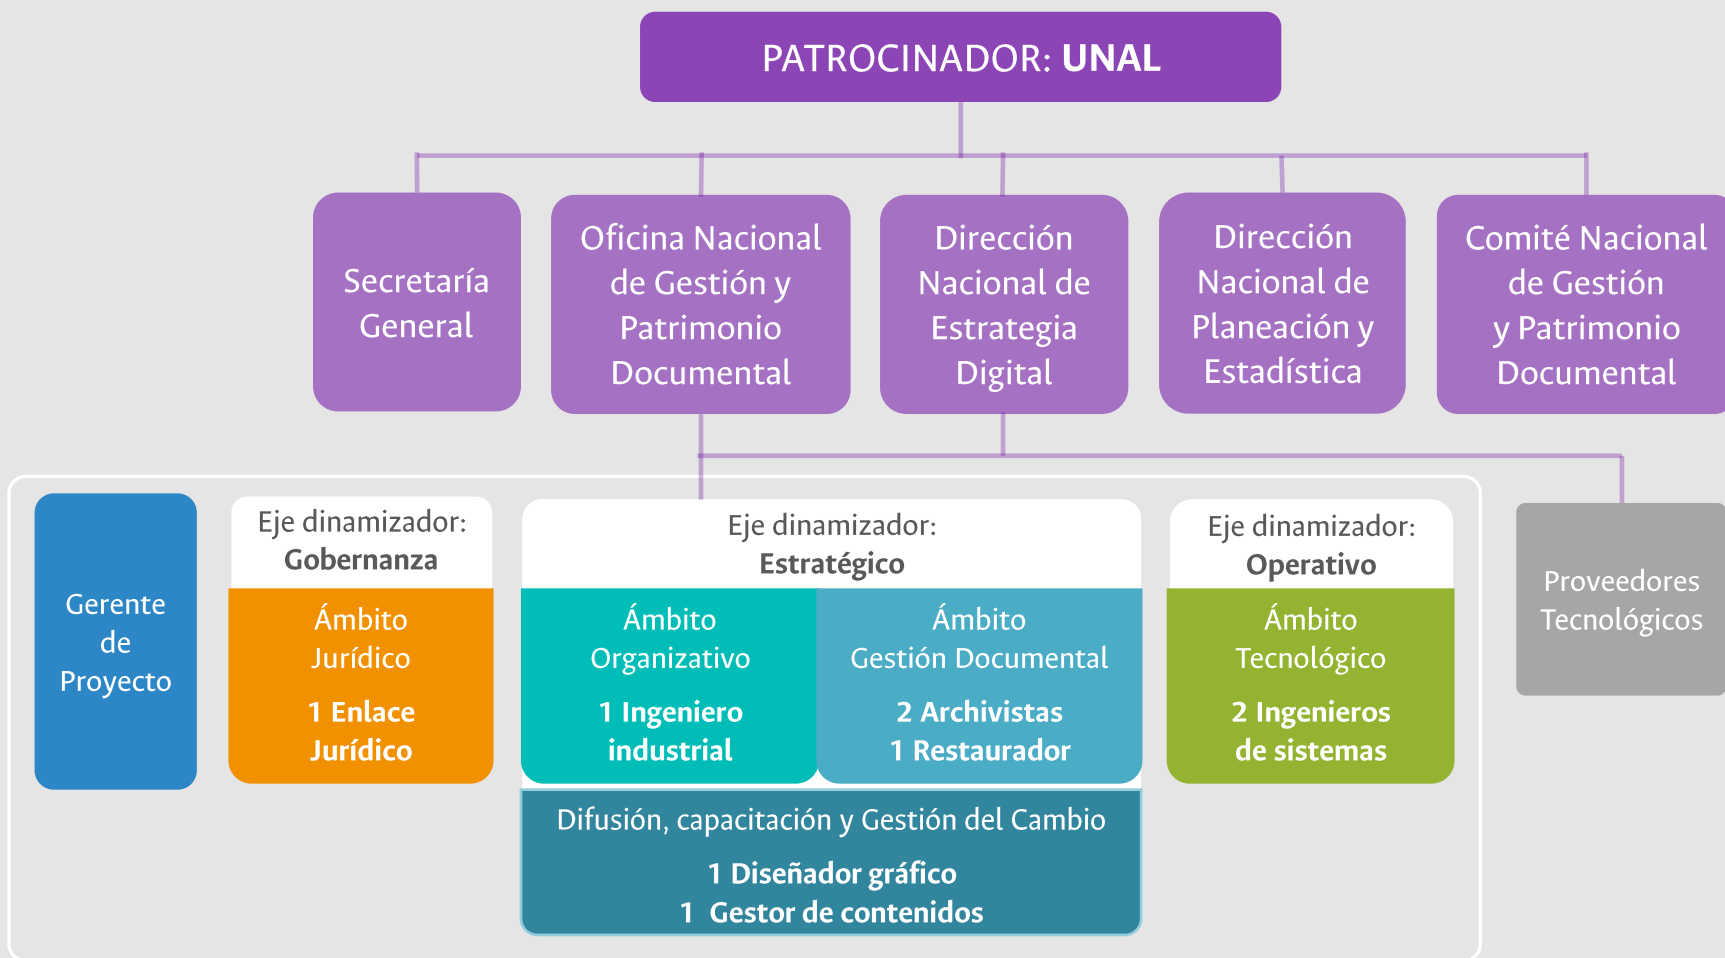 PATROCINADOR: UNAL
Secretaría
General
Oficina Nacional
de Gestión y
Patrimonio
Documental
Dirección
Nacional de
Estrategia
Digital
Dirección
Nacional de
Planeación y
Estadística
Comité Nacional
de Gestión
y Patrimonio
Documental
Gerente
de
Proyecto
Eje dinamizador:
Gobernanza
Ámbito
Jurídico
1 Enlace
Jurídico
Eje dinamizador:
Estratégico
Ámbito
Organizativo
1 Ingeniero
industrial
Ámbito
Gestión Documental
2 Archivistas
1 Restaurador
Difusión, capacitación y Gestión del Cambio
1 Diseñador gráfico
1 Gestor de contenidos
Eje dinamizador:
Operativo
Ámbito
Tecnológico
2 Ingenieros
de sistemas
Proveedores
Tecnológicos